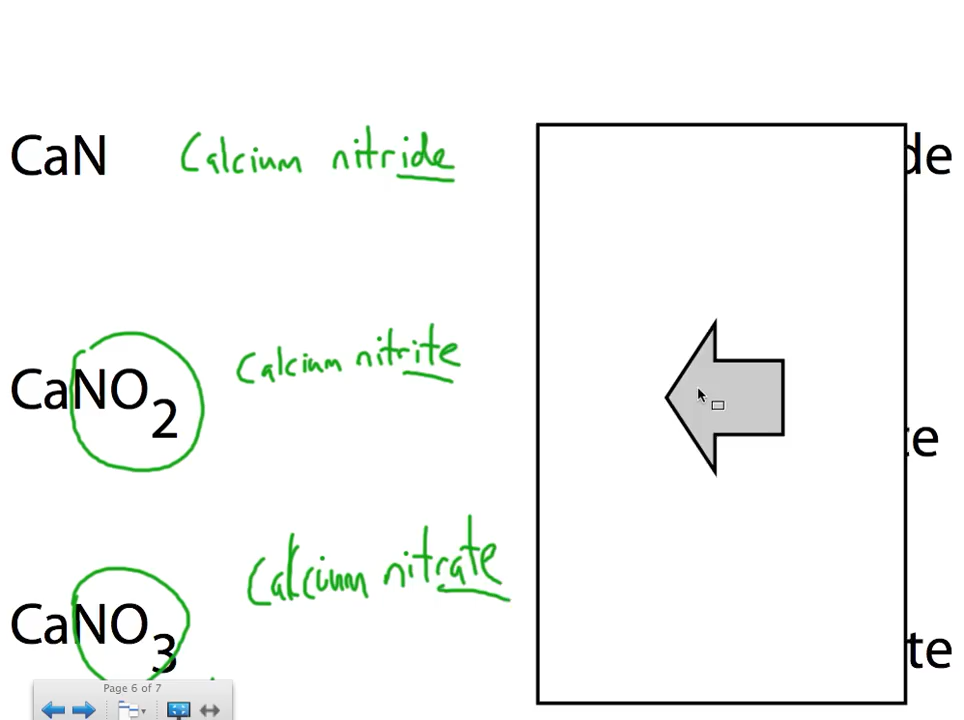 CaN Calcium nitride de
CaNO2 Calcium nitrite te
CaNO3 Calcium nitrate te
Page 6 of 7